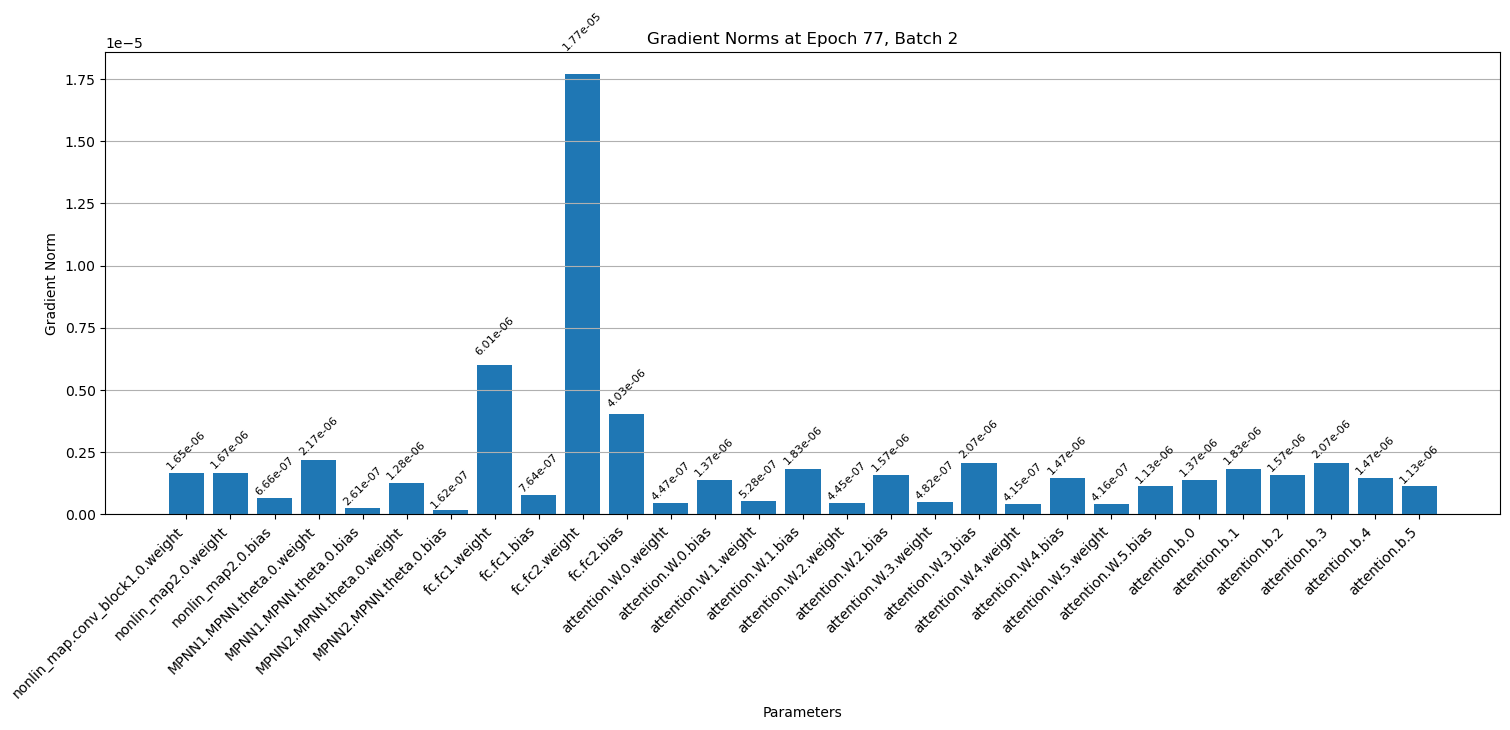 Gradient Norms at Epoch 77, Batch 2
1e−5
Gradient Norm
1.75
1.50
1.25
1.00
0.75
0.50
0.25
0.00
1.65e-06
1.67e-06
6.66e-07
2.17e-06
2.61e-07
1.28e-06
1.62e-07
6.01e-06
7.64e-07
1.77e-05
4.03e-06
4.47e-07
1.37e-06
5.28e-07
1.83e-06
4.45e-07
1.57e-06
4.82e-07
2.07e-06
4.15e-07
1.47e-06
4.16e-07
1.13e-06
1.37e-06
1.83e-06
1.57e-06
2.07e-06
1.47e-06
1.13e-06
nonlin_map.conv_block1.0.weight
nonlin_map2.0.weight
nonlin_map2.0.bias
MPNN1.MPNN.theta.0.weight
MPNN1.MPNN.theta.0.bias
MPNN2.MPNN.theta.0.weight
MPNN2.MPNN.theta.0.bias
fc.fc1.weight
fc.fc1.bias
fc.fc2.weight
fc.fc2.bias
attention.W.0.weight
attention.W.0.bias
attention.W.1.weight
attention.W.1.bias
attention.W.2.weight
attention.W.2.bias
attention.W.3.weight
attention.W.3.bias
attention.W.4.weight
attention.W.4.bias
attention.W.5.weight
attention.W.5.bias
attention.b.0
attention.b.1
attention.b.2
attention.b.3
attention.b.4
attention.b.5
Parameters